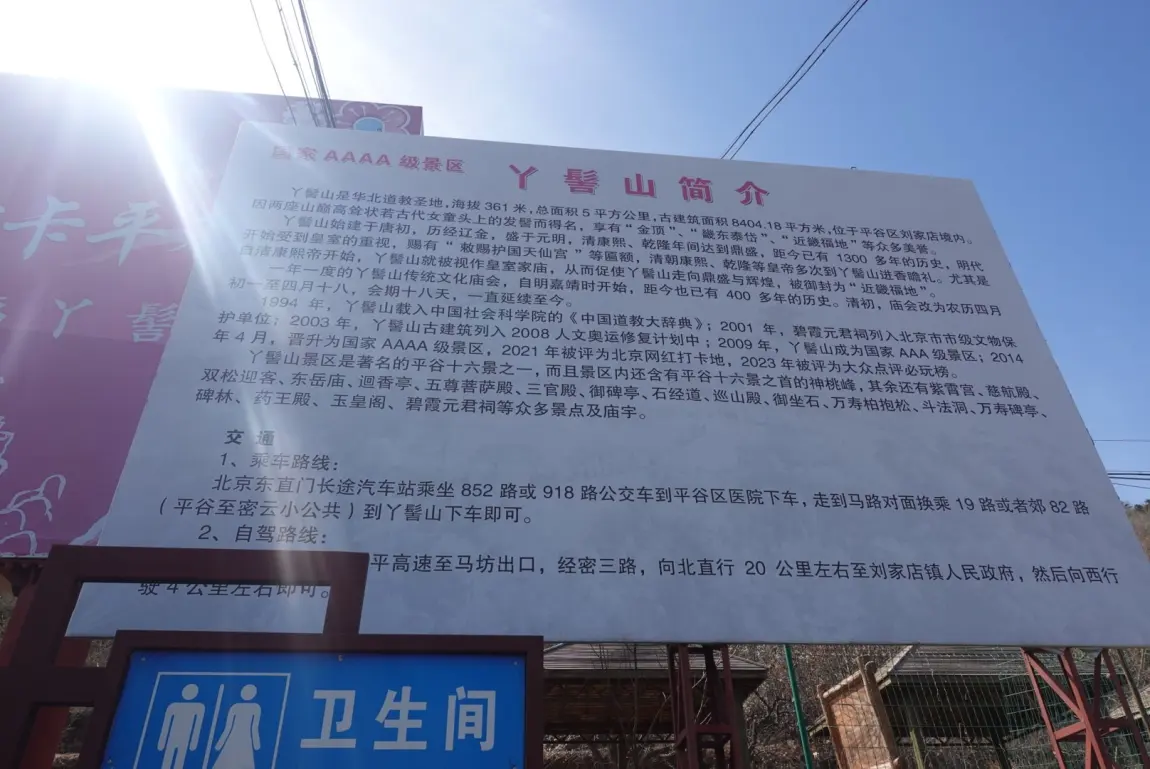 国家AAAA级景区 丫髻山简介
丫髻山是华北道教圣地,海拔361米,总面积5平方公里,古建筑面积8404.18平方米,位于平谷区刘家店境内。
因两座山巅高耸状若古代女童头上的发髻而得名,享有“金顶”、“畿东泰岱”、“近畿福地”等众多美誉。
丫髻山始建于唐初,历经辽金,盛于元明,清康熙、乾隆年间达到鼎盛,距今已有1300多年的历史,明代
开始受到皇室的重视,赐有“敕赐护国天仙宫”等匾额,清朝康熙、乾隆等皇帝多次到丫髻山进香瞻礼。尤其是
自清康熙帝开始,丫髻山就被视作皇室家庙,从而促使丫髻山走向鼎盛与辉煌,被御封为“近畿福地”。
一年一度的丫髻山传统文化庙会,自明嘉靖时开始,距今也已有400多年的历史。清初,庙会改为农历四月
初一至四月十八,会期十八天,一直延续至今。
1994年,丫髻山载入中国社会科学院的《中国道教大辞典》;2001年,碧霞元君祠列入北京市市级文物保
护单位;2003年,丫髻山古建筑列入2008人文奥运修复计划中;2009年,丫髻山成为国家AAA级景区;2014
年4月,晋升为国家AAAA级景区,2021年被评为北京网红打卡地,2023年被评为大众点评必玩榜。
丫髻山景区是著名的平谷十六景之一,而且景区内还含有平谷十六景之首的神桃峰,其余还有紫霄宫、慈航殿、
双松迎客、东岳庙、迴香亭、五尊菩萨殿、三官殿、御碑亭、石经道、巡山殿、御坐石、万寿柏抱松、斗法洞、万寿碑亭、
碑林、药王殿、玉皇阁、碧霞元君祠等众多景点及庙宇。
交通
1、乘车路线:
北京东直门长途汽车站乘坐852路或918路公交车到平谷区医院下车,走到马路对面换乘19路或者郊82路
(平谷至密云小公共)到丫髻山下车即可。
2、自驾路线:
平高速至马坊出口,经密三路,向北直行20公里左右至刘家店镇人民政府,然后向西行
驶4公里左右即可。
卡平
丫髻
卫生间